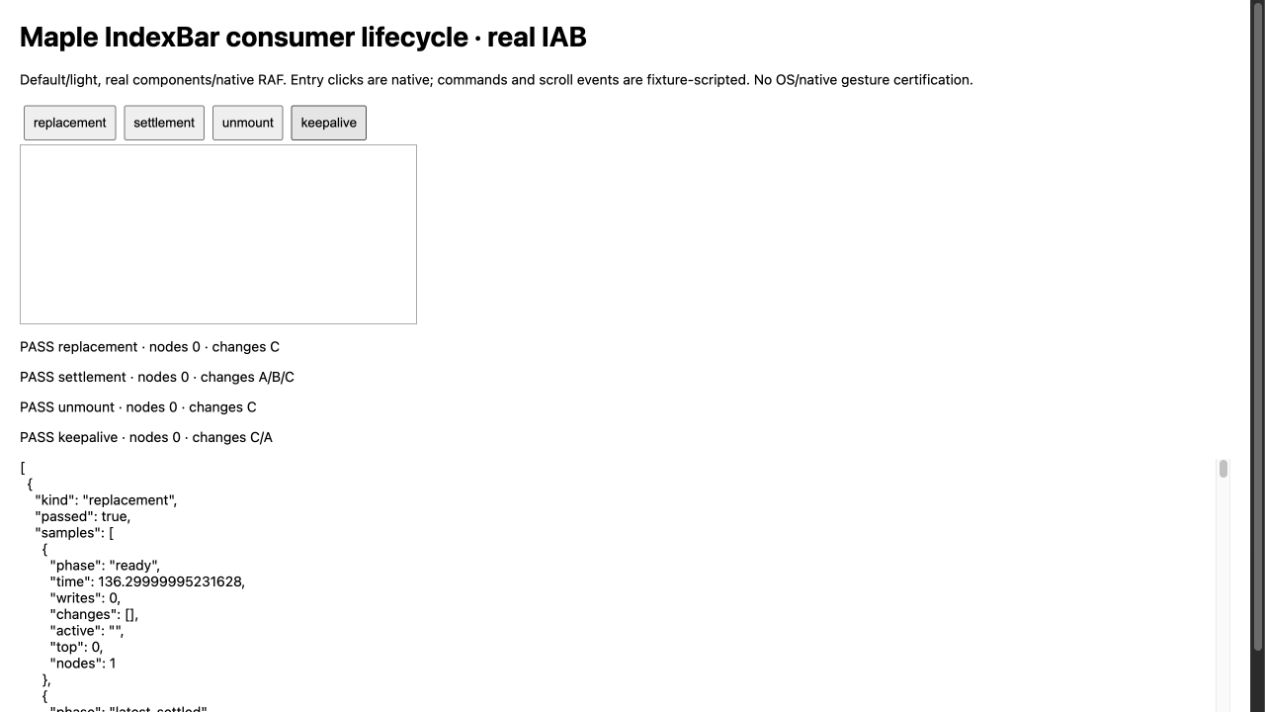 Maple IndexBar consumer lifecycle · real IAB
Default/light, real components/native RAF. Entry clicks are native; commands and scroll events are fixture-scripted. No OS/native gesture certification.
replacement settlement unmount keepalive
PASS replacement · nodes 0 · changes C
PASS settlement · nodes 0 · changes A/B/C
PASS unmount · nodes 0 · changes C
PASS keepalive · nodes 0 · changes C/A
[
{
"kind": "replacement",
"passed": true,
"samples": [
{
"phase": "ready",
"time": 136.29999995231628,
"writes": 0,
"changes": [],
"active": "",
"top": 0,
"nodes": 1
},
{
"phase": "latest-settled"